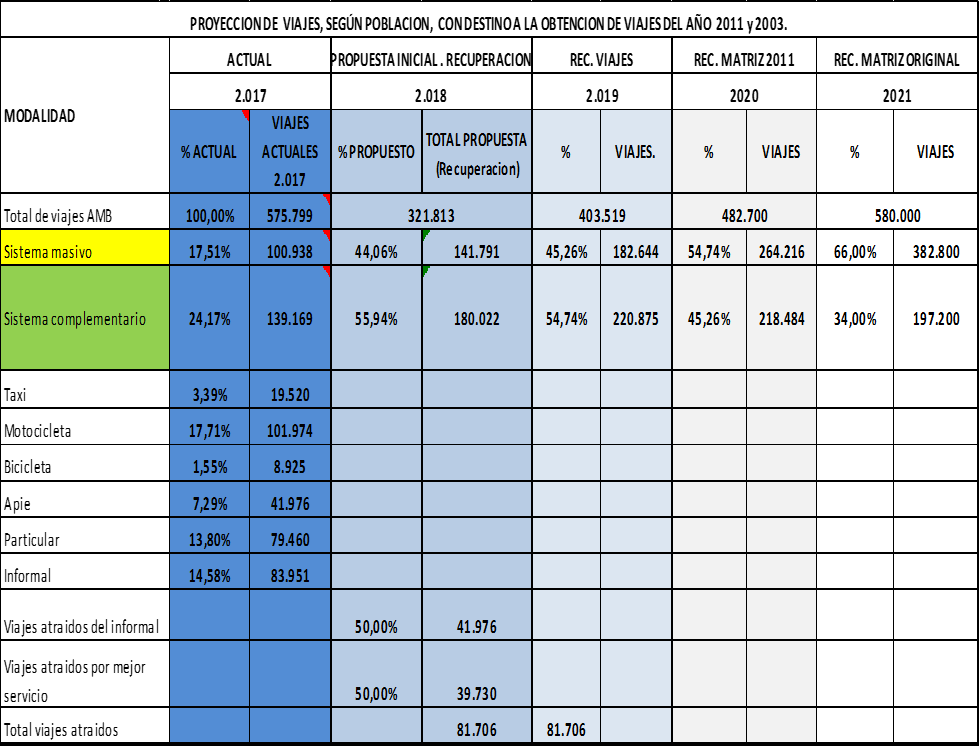 PROYECCION DE VIAJES, SEGÚN POBLACION, CON DESTINO A LA OBTENCION DE VIAJES DEL AÑO 2011 y 2003.
MODALIDAD
ACTUAL
PROPUESTA INICIAL . RECUPERACION
REC. VIAJES
REC. MATRIZ 2011
REC. MATRIZ ORIGINAL
2.017
2.018
2.019
2020
2021
% ACTUAL
VIAJES
ACTUALES
2.017
% PROPUESTO
TOTAL PROPUESTA
(Recuperacion)
%
VIAJES.
%
VIAJES
%
VIAJES
Total de viajes AMB 100,00% 575.799 321.813 403.519 482.700 580.000
Sistema masivo 17,51% 100.938 44,06% 141.791 45,26% 182.644 54,74% 264.216 66,00% 382.800
Sistema complementario 24,17% 139.169 55,94% 180.022 54,74% 220.875 45,26% 218.484 34,00% 197.200
Taxi 3,39% 19.520
Motocicleta 17,71% 101.974
Bicicleta 1,55% 8.925
Apie 7,29% 41.976
Particular 13,80% 79.460
Informal 14,58% 83.951
Viajes atraidos del informal 50,00% 41.976
Viajes atraidos por mejor
servicio 50,00% 39.730
Total viajes atraidos 81.706 81.706